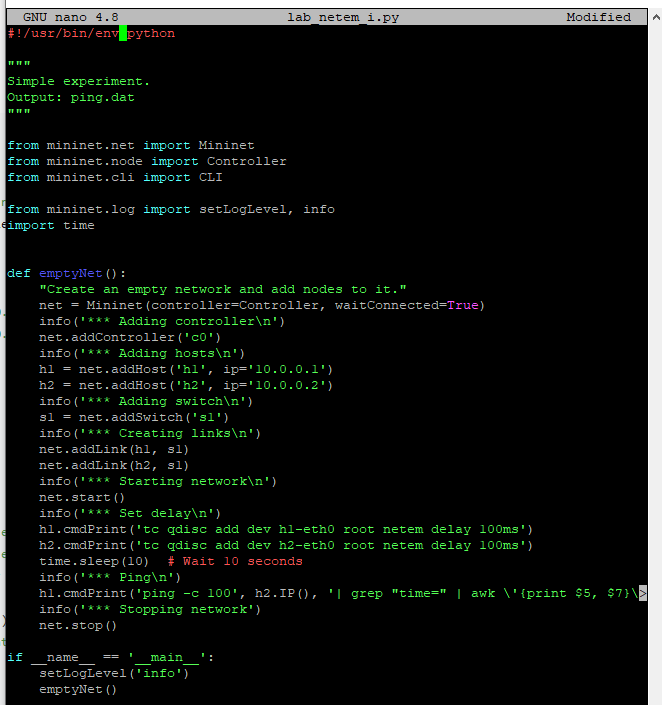 GNU nano 4.8 lab_netem_i.py Modified
#!/usr/bin/env python
"""
Simple experiment.
Output: ping.dat
"""
from mininet.net import Mininet
from mininet.node import Controller
from mininet.cli import CLI
from mininet.log import setLogLevel, info
import time
def emptyNet():
    "Create an empty network and add nodes to it."
    net = Mininet(controller=Controller, waitConnected=True)
    info('*** Adding controller\n')
    net.addController('c0')
    info('*** Adding hosts\n')
    h1 = net.addHost('h1', ip='10.0.0.1')
    h2 = net.addHost('h2', ip='10.0.0.2')
    info('*** Adding switch\n')
    s1 = net.addSwitch('s1')
    info('*** Creating links\n')
    net.addLink(h1, s1)
    net.addLink(h2, s1)
    info('*** Starting network\n')
    net.start()
    info('*** Set delay\n')
    h1.cmdPrint('tc qdisc add dev h1-eth0 root netem delay 100ms')
    h2.cmdPrint('tc qdisc add dev h2-eth0 root netem delay 100ms')
    time.sleep(10)  # Wait 10 seconds
    info('*** Ping\n')
    h1.cmdPrint('ping -c 100', h2.IP(), '| grep "time=" | awk \'{print $5, $7}\>
    info('*** Stopping network')
    net.stop()
if __name__ == '__main__':
    setLogLevel('info')
    emptyNet()